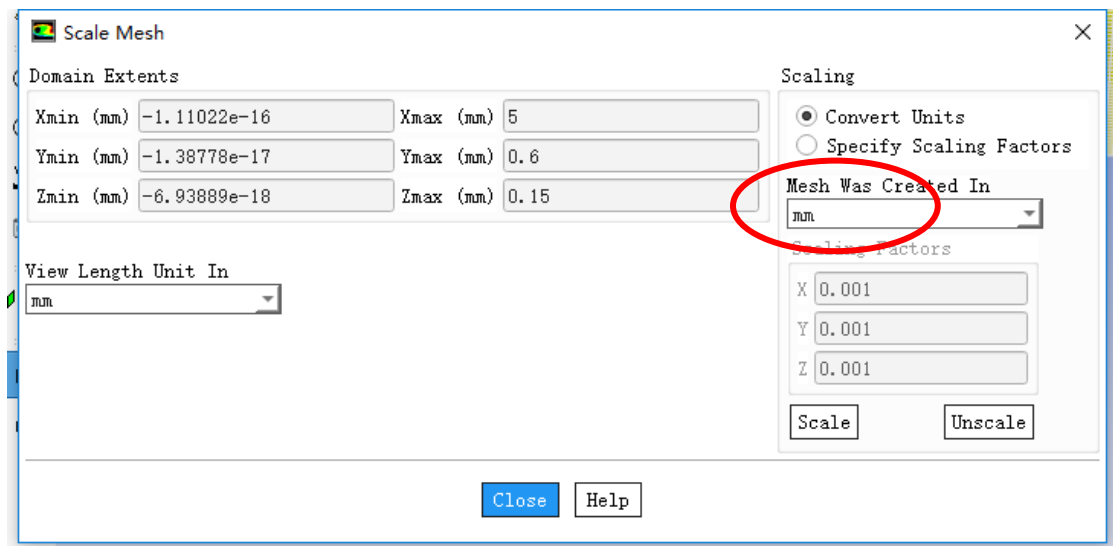 Scale Mesh
Domain Extents
Xmin (mm) -1.11022e-16 Xmax (mm) 5
Ymin (mm) -1.38778e-17 Ymax (mm) 0.6
Zmin (mm) -6.93889e-18 Zmax (mm) 0.15
View Length Unit In
mm
Scaling
Convert Units
Specify Scaling Factors
Mesh Was Created In
mm
Scaling Factors
X 0.001
Y 0.001
Z 0.001
Scale Unscale
Close Help